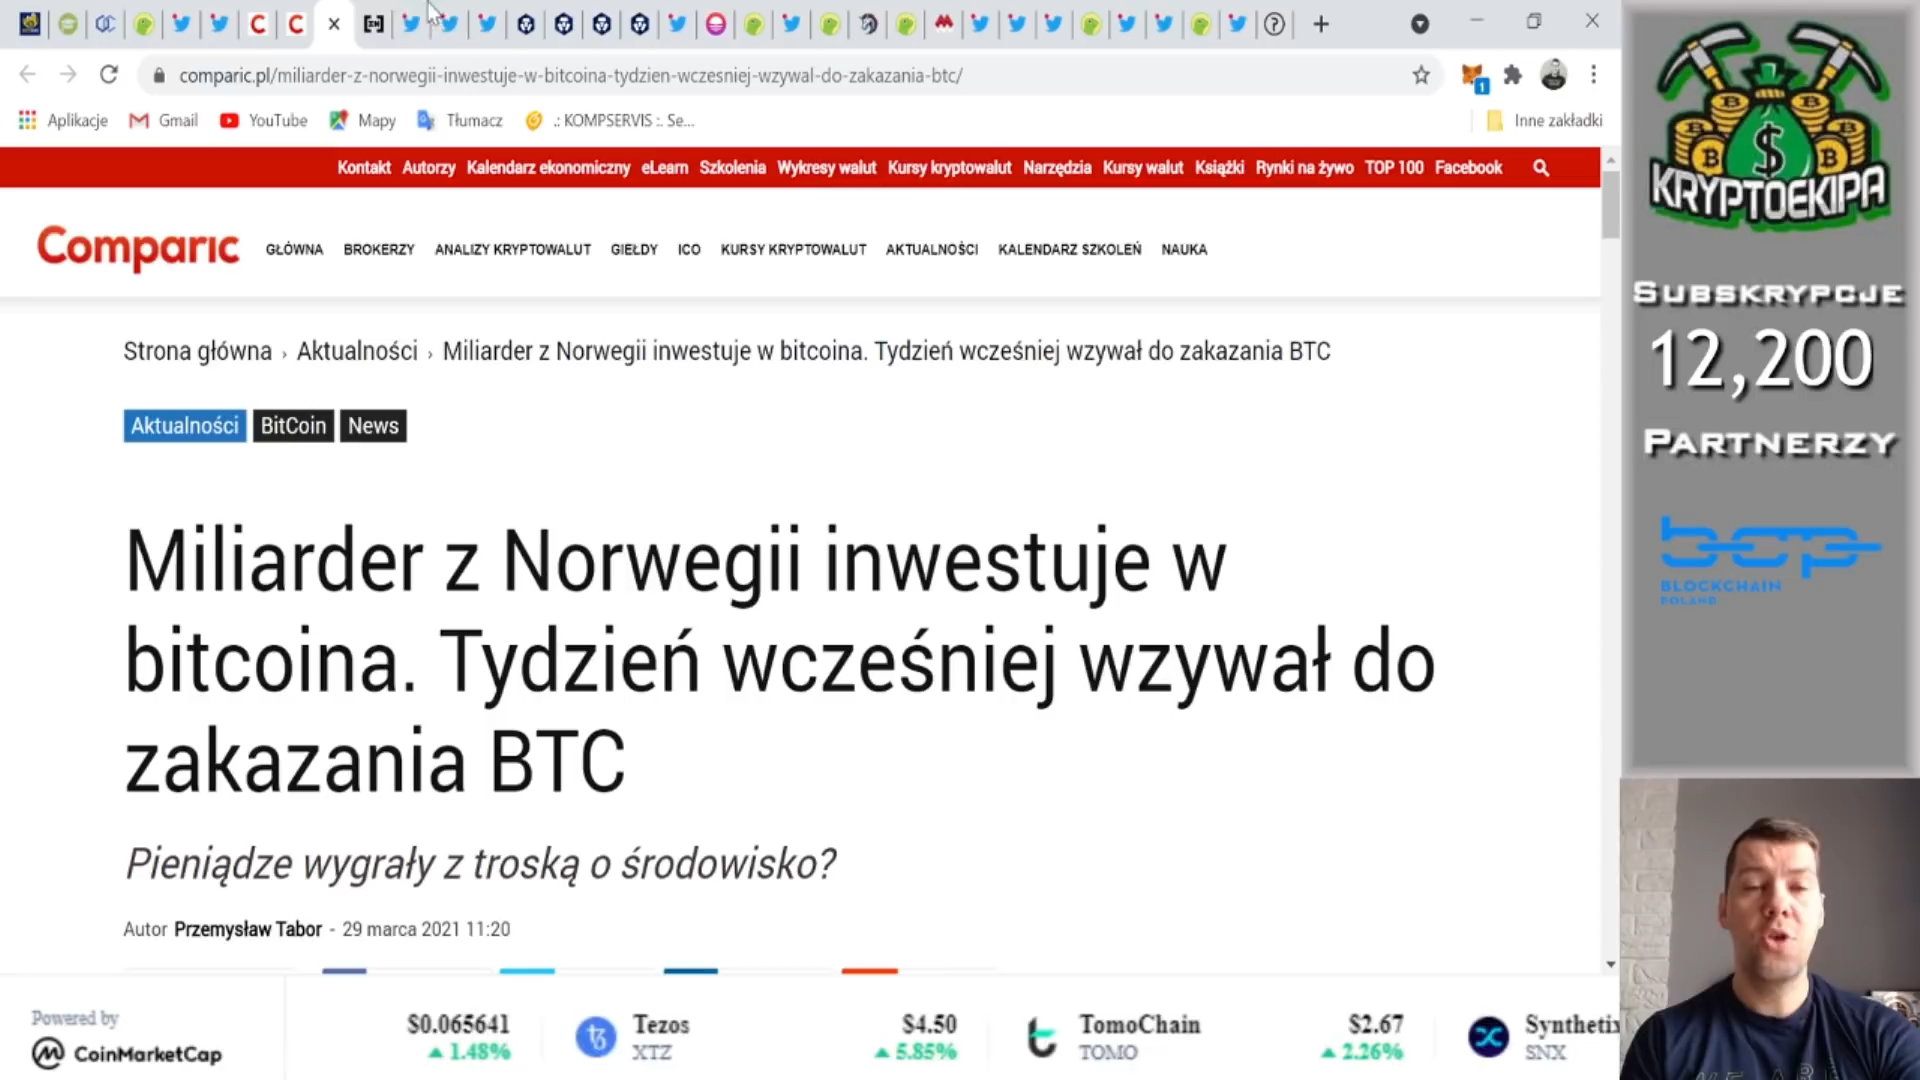 comparic.pl/miliarder-z-norwegii-inwestuje-w-bitcoina-tydzien-wczesniej-wzywal-do-zakazania-btc/
1
Aplikacje Gmail YouTube Mapy Tłumacz .: KOMPSERVIS :. Se... Inne zakładki
Kontakt Autorzy Kalendarz ekonomiczny eLearn Szkolenia Wykresy walut Kursy kryptowalut Narzędzia Kursy walut Książki Rynki na żywo TOP 100 Facebook
Comparic GŁÓWNA BROKERZY ANALIZY KRYPTOWALUT GIEŁDY ICO KURSY KRYPTOWALUT AKTUALNOŚCI KALENDARZ SZKOLEŃ NAUKA
Strona główna › Aktualności › Miliarder z Norwegii inwestuje w bitcoina. Tydzień wcześniej wzywał do zakazania BTC
Aktualności BitCoin News
Miliarder z Norwegii inwestuje w
bitcoina. Tydzień wcześniej wzywał do
zakazania BTC
Pieniądze wygrały z troską o środowisko?
Autor Przemysław Tabor - 29 marca 2021 11:20
Powered by
CoinMarketCap
$0.065641
1.48%
Tezos
XTZ
$4.50
5.85%
TomoChain
TOMO
$2.67
2.26%
Synthetix
SNX
KRYPTOEKIPA
SUBSKRYPCJE
12,200
PARTNERZY
bcp
BLOCKCHAIN
POLAND